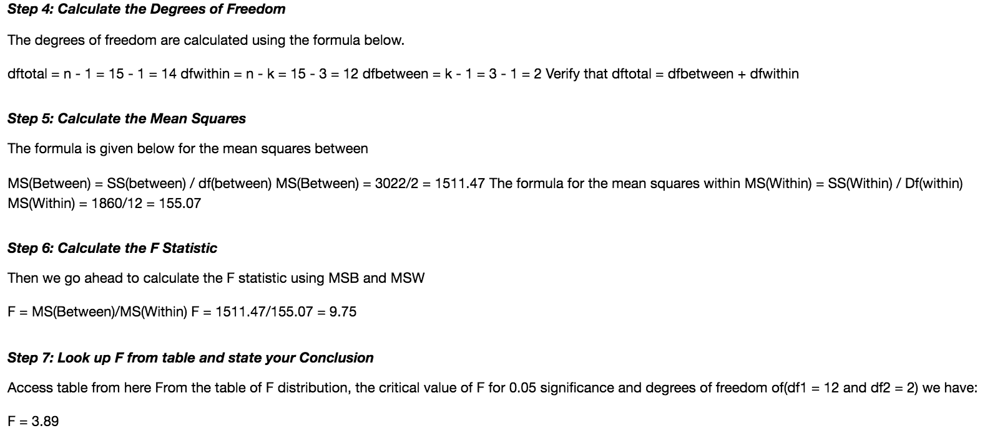 Step 4: Calculate the Degrees of Freedom
The degrees of freedom are calculated using the formula below.
dftotal = n - 1 = 15 - 1 = 14 dfwithin = n - k = 15 - 3 = 12 dfbetween = k - 1 = 3 - 1 = 2 Verify that dftotal = dfbetween + dfwithin
Step 5: Calculate the Mean Squares
The formula is given below for the mean squares between
MS(Between) = SS(between) / df(between) MS(Between) = 3022/2 = 1511.47 The formula for the mean squares within MS(Within) = SS(Within) / Df(within)
MS(Within) = 1860/12 = 155.07
Step 6: Calculate the F Statistic
Then we go ahead to calculate the F statistic using MSB and MSW
F = MS(Between)/MS(Within) F = 1511.47/155.07 = 9.75
Step 7: Look up F from table and state your Conclusion
Access table from here From the table of F distribution, the critical value of F for 0.05 significance and degrees of freedom of(df1 = 12 and df2 = 2) we have:
F = 3.89